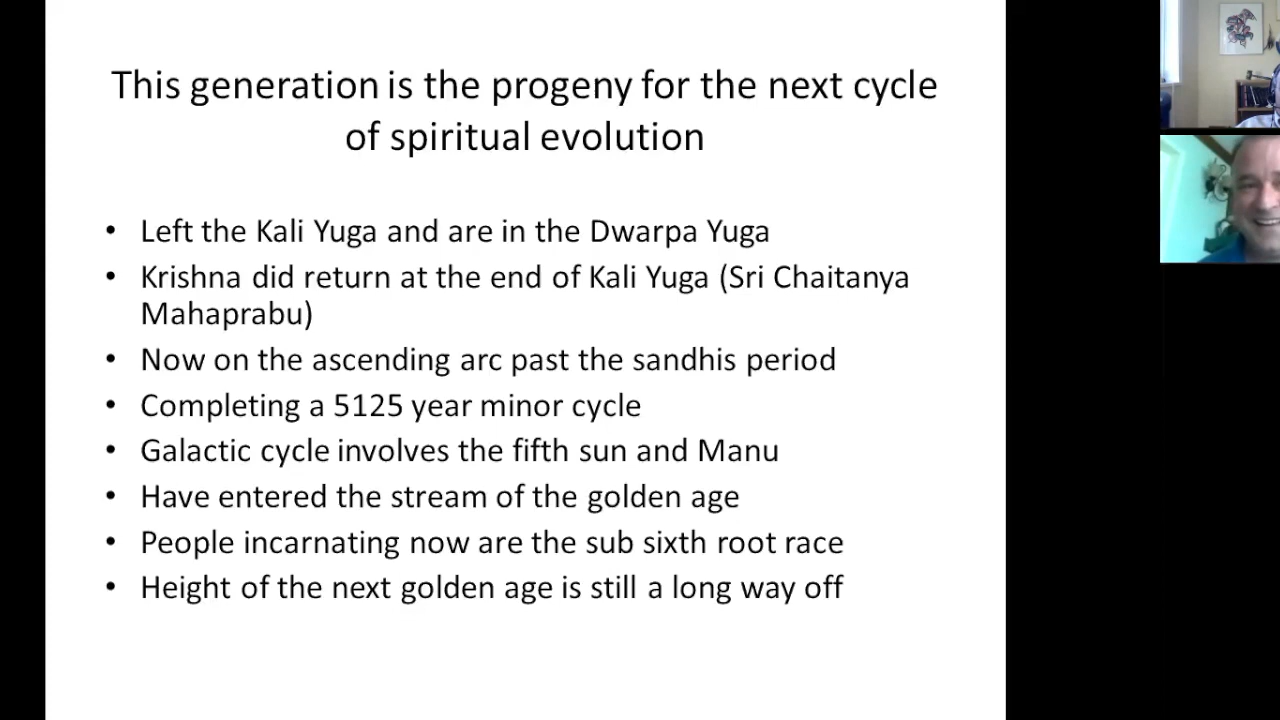 This generation is the progeny for the next cycle
of spiritual evolution
• Left the Kali Yuga and are in the Dwarpa Yuga
• Krishna did return at the end of Kali Yuga (Sri Chaitanya
Mahaprabu)
• Now on the ascending arc past the sandhis period
• Completing a 5125 year minor cycle
• Galactic cycle involves the fifth sun and Manu
• Have entered the stream of the golden age
• People incarnating now are the sub sixth root race
• Height of the next golden age is still a long way off